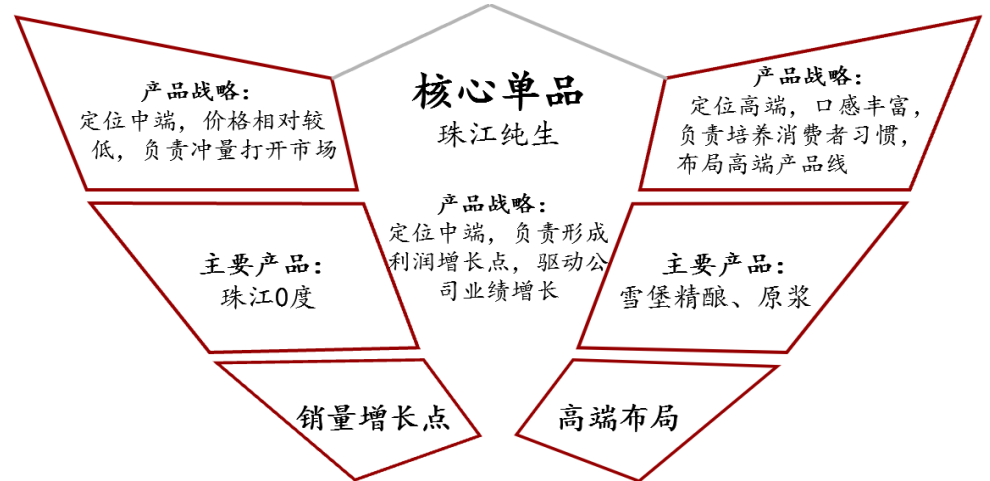 产品战略：
定位中端，价格相对较
低，负责冲量打开市场
主要产品：
珠江0度
销量增长点
核心单品
珠江纯生
产品战略：
定位中端，负责形成
利润增长点，驱动公
司业绩增长
产品战略：
定位高端，口感丰富，
负责培养消费者习惯，
布局高端产品线
主要产品：
雪堡精酿、原浆
高端布局